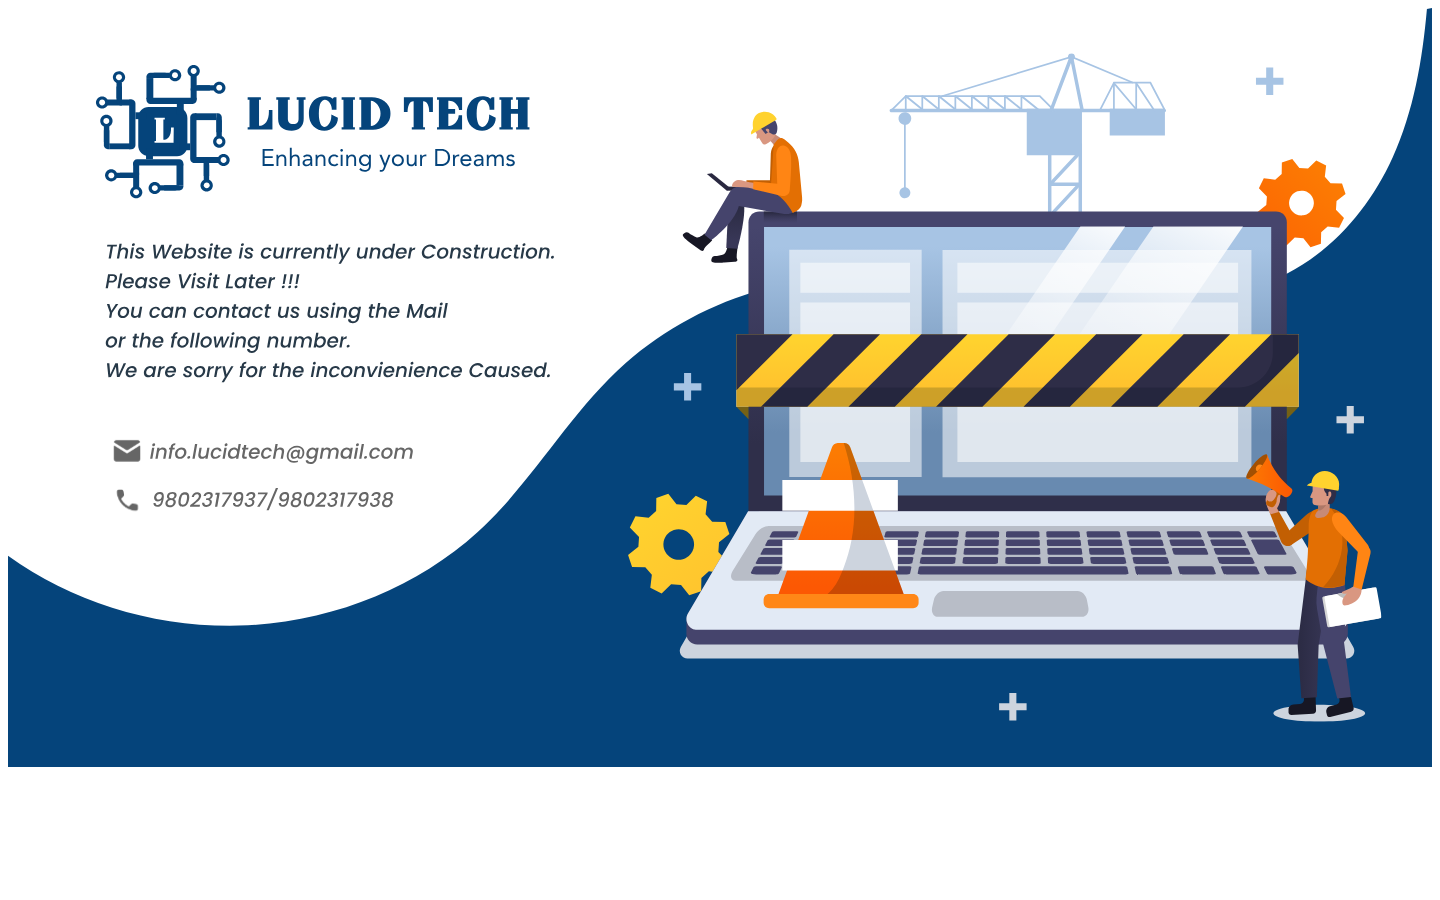 L
LUCID TECH
Enhancing your Dreams
This Website is currently under Construction.
Please Visit Later !!!
You can contact us using the Mail
or the following number.
We are sorry for the inconvienience Caused.
info.lucidtech@gmail.com
9802317937/9802317938